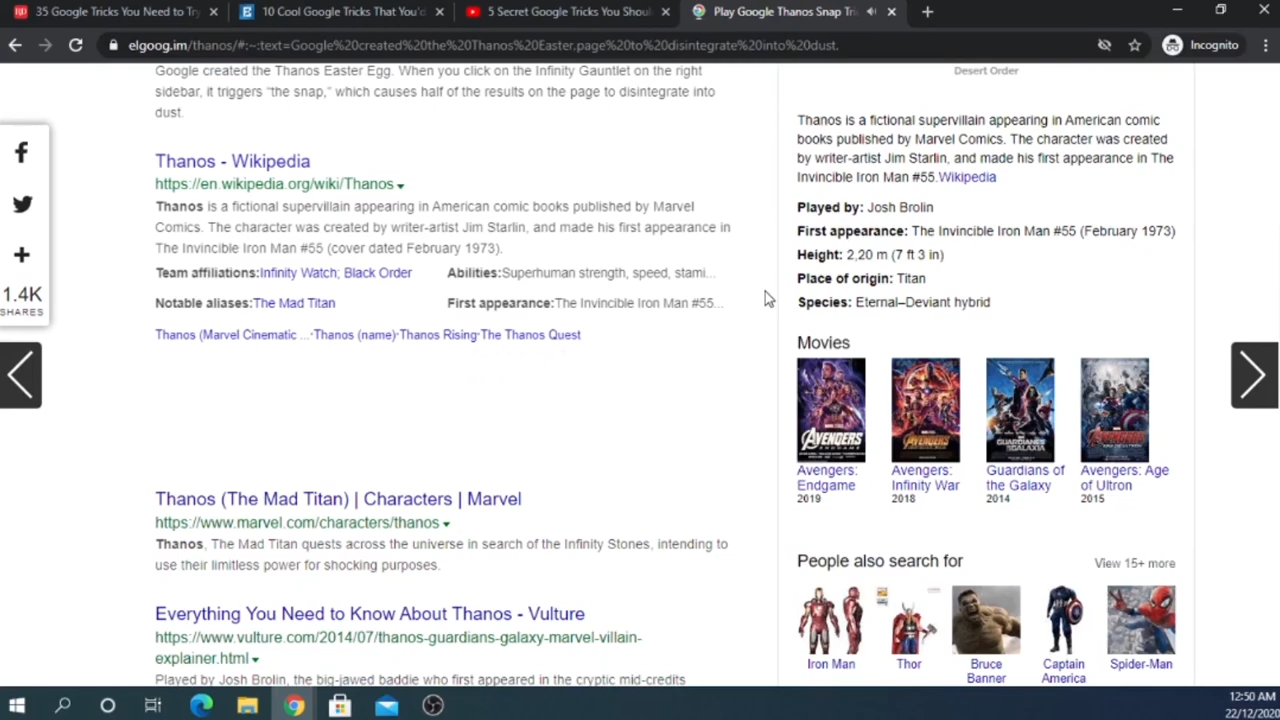 35 Google Tricks You Need to Try
10 Cool Google Tricks That You'd
5 Secret Google Tricks You Shou
Play Google Thanos Snap Tri
elgoog.im/thanos/#:~:text=Google%20created%20the%20Thanos%20Easter,page%20to%20disintegrate%20into%20dust.
Incognito
Google created the Thanos Easter Egg. When you click on the Infinity Gauntlet on the right
sidebar, it triggers "the snap," which causes half of the results on the page to disintegrate into
dust.
Thanos - Wikipedia
https://en.wikipedia.org/wiki/Thanos
Thanos is a fictional supervillain appearing in American comic books published by Marvel
Comics. The character was created by writer-artist Jim Starlin, and made his first appearance in
The Invincible Iron Man #55 (cover dated February 1973).
Team affiliations:Infinity Watch; Black Order
Abilities:Superhuman strength, speed, stami...
Notable aliases:The Mad Titan
First appearance:The Invincible Iron Man #55...
Thanos (Marvel Cinematic ...·Thanos (name)·Thanos Rising·The Thanos Quest
Thanos (The Mad Titan) | Characters | Marvel
https://www.marvel.com/characters/thanos
Thanos, The Mad Titan quests across the universe in search of the Infinity Stones, intending to
use their limitless power for shocking purposes.
Everything You Need to Know About Thanos - Vulture
https://www.vulture.com/2014/07/thanos-guardians-galaxy-marvel-villain-
explainer.html
Played by Josh Brolin, the big-jawed baddie who first appeared in the cryptic mid-credits
1.4K
SHARES
Desert Order
Thanos is a fictional supervillain appearing in American comic
books published by Marvel Comics. The character was created
by writer-artist Jim Starlin, and made his first appearance in The
Invincible Iron Man #55.Wikipedia
Played by: Josh Brolin
First appearance: The Invincible Iron Man #55 (February 1973)
Height: 2,20 m (7 ft 3 in)
Place of origin: Titan
Species: Eternal–Deviant hybrid
Movies
AVENGERS
AVENGERS
GUARDIANS
GALAXY
AVENGERS
Avengers:
Endgame
2019
Avengers:
Infinity War
2018
Guardians of
the Galaxy
2014
Avengers: Age
of Ultron
2015
People also search for
View 15+ more
Iron Man
Thor
Bruce
Banner
Captain
America
Spider-Man
12:50 AM
22/12/2020